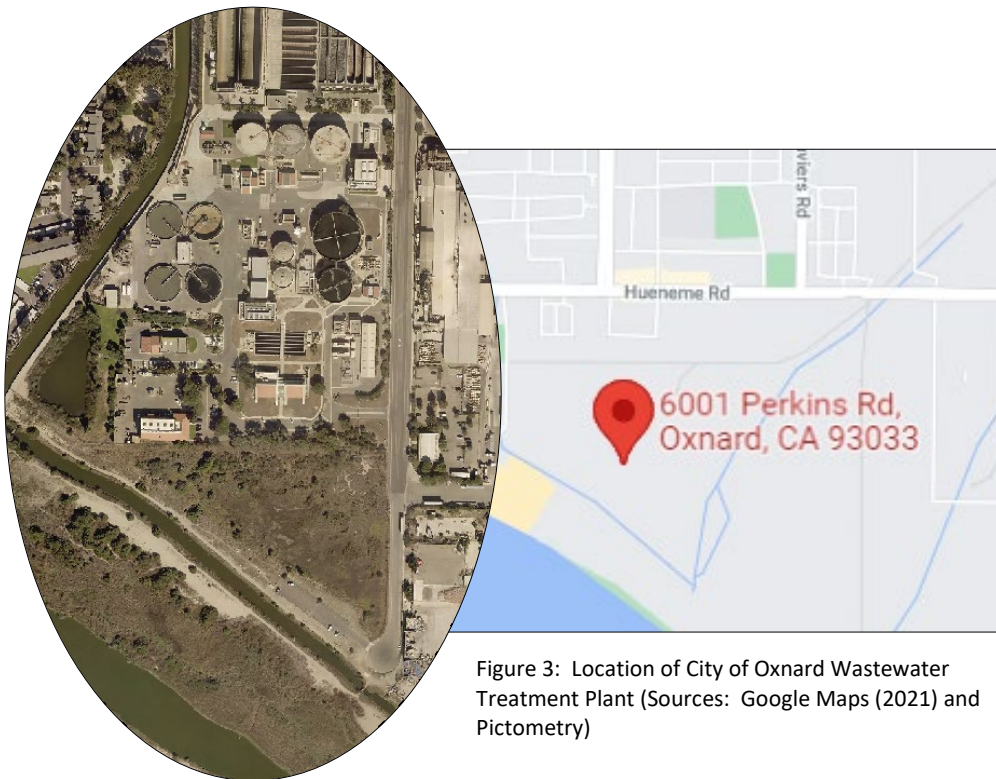 nviers Rd
Hueneme Rd
6001 Perkins Rd,
Oxnard, CA 93033
Figure 3:  Location of City of Oxnard Wastewater
Treatment Plant (Sources:  Google Maps (2021) and
Pictometry)